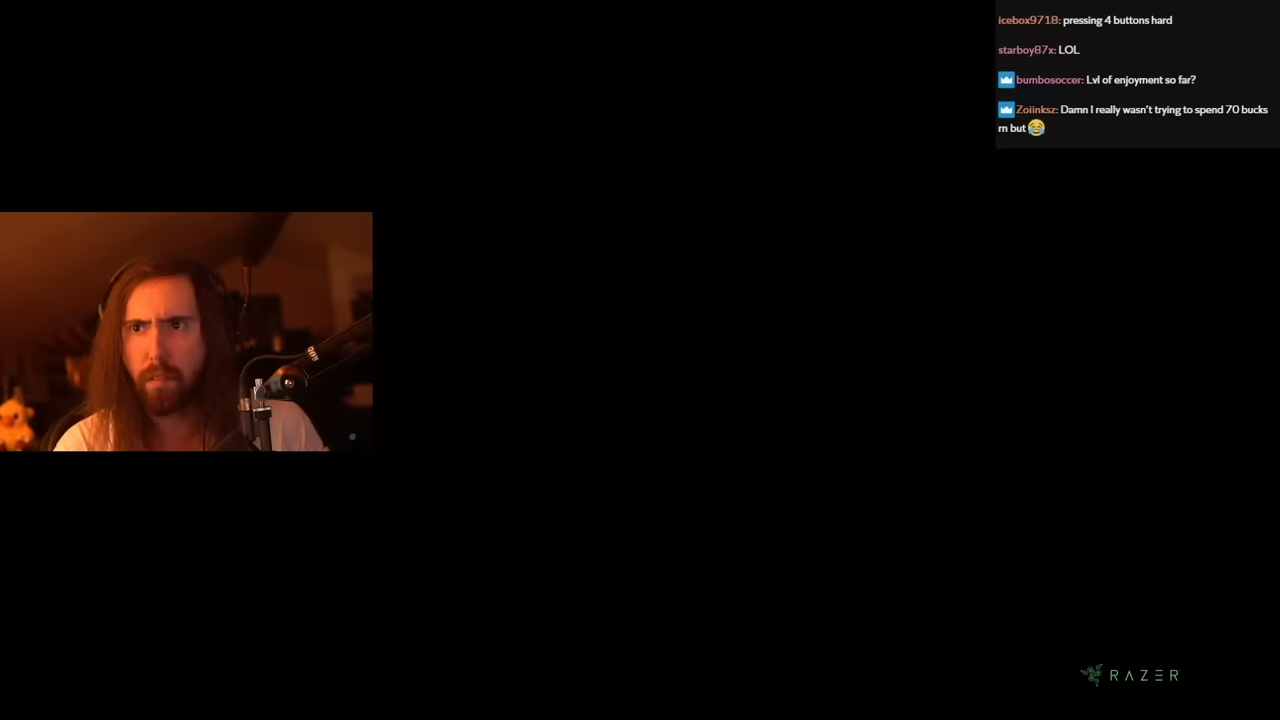 icebox9718: pressing 4 buttons hard
starboy87x: LOL
bumbosoccer: Lvl of enjoyment so far?
Zoiinksz: Damn I really wasn't trying to spend 70 bucks
rn but 😂
RAZER